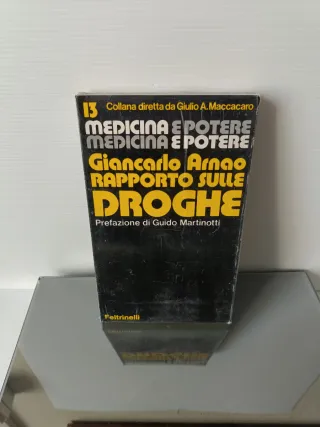 13 Collana diretta da Giulio A. Maccacaro
MEDICINA E POTERE
MEDICINA E POTERE
Giancarlo Arnao
RAPPORTO SULLE
DROGHE
Prefazione di Guido Martinotti
Feltrinelli